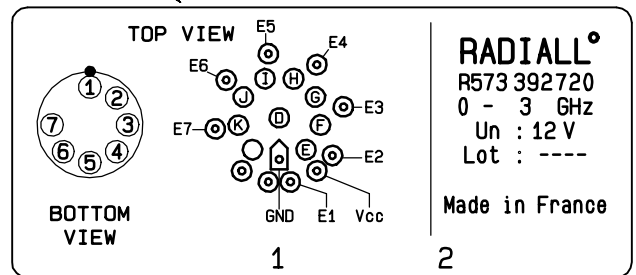 TOP VIEW
E5
E4
E6
I
H
J
G
E3
D
E7
K
F
E
E2
GND
E1
Vcc
1
2
7
3
6
5
4
BOTTOM
VIEW
1
2
RADIALL°
R573 392720
0 - 3 GHz
Un : 12 V
Lot : ----
Made in France